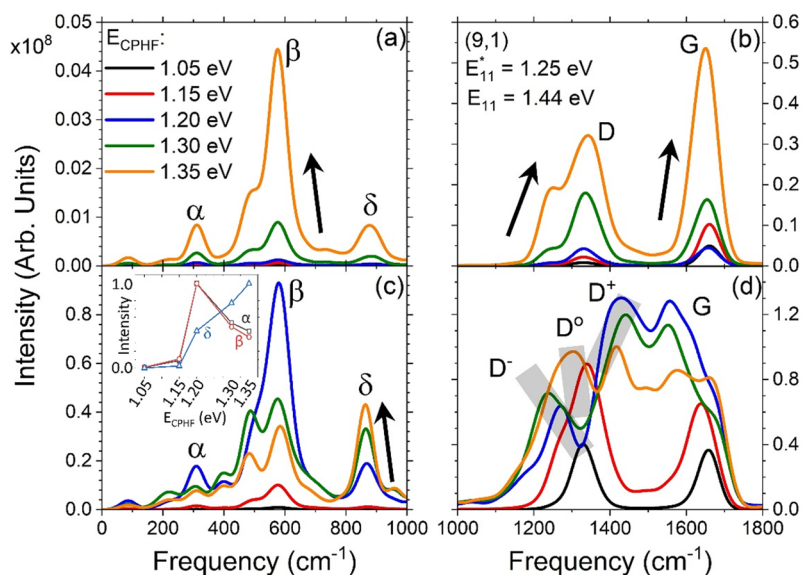 x10⁸
0.05
0.04
0.03
0.02
0.01
0.00
E_CPHF:
1.05 eV
1.15 eV
1.20 eV
1.30 eV
1.35 eV
(a)
α
β
δ
(9,1)
E*₁₁ = 1.25 eV
E₁₁ = 1.44 eV
(b)
D
G
0.6
0.5
0.4
0.3
0.2
0.1
0.0
Intensity (Arb. Units)
(c)
1.0
0.0
Intensity
1.05
1.15
1.20
1.30
1.35
E_CPHF (eV)
δ
α
β
α
β
δ
0.8
0.6
0.4
0.2
0.0
0 200 400 600 800 1000
Frequency (cm⁻¹)
(d)
D⁻
Dᵒ
D⁺
G
1.2
0.8
0.4
0.0
1000 1200 1400 1600 1800
Frequency (cm⁻¹)